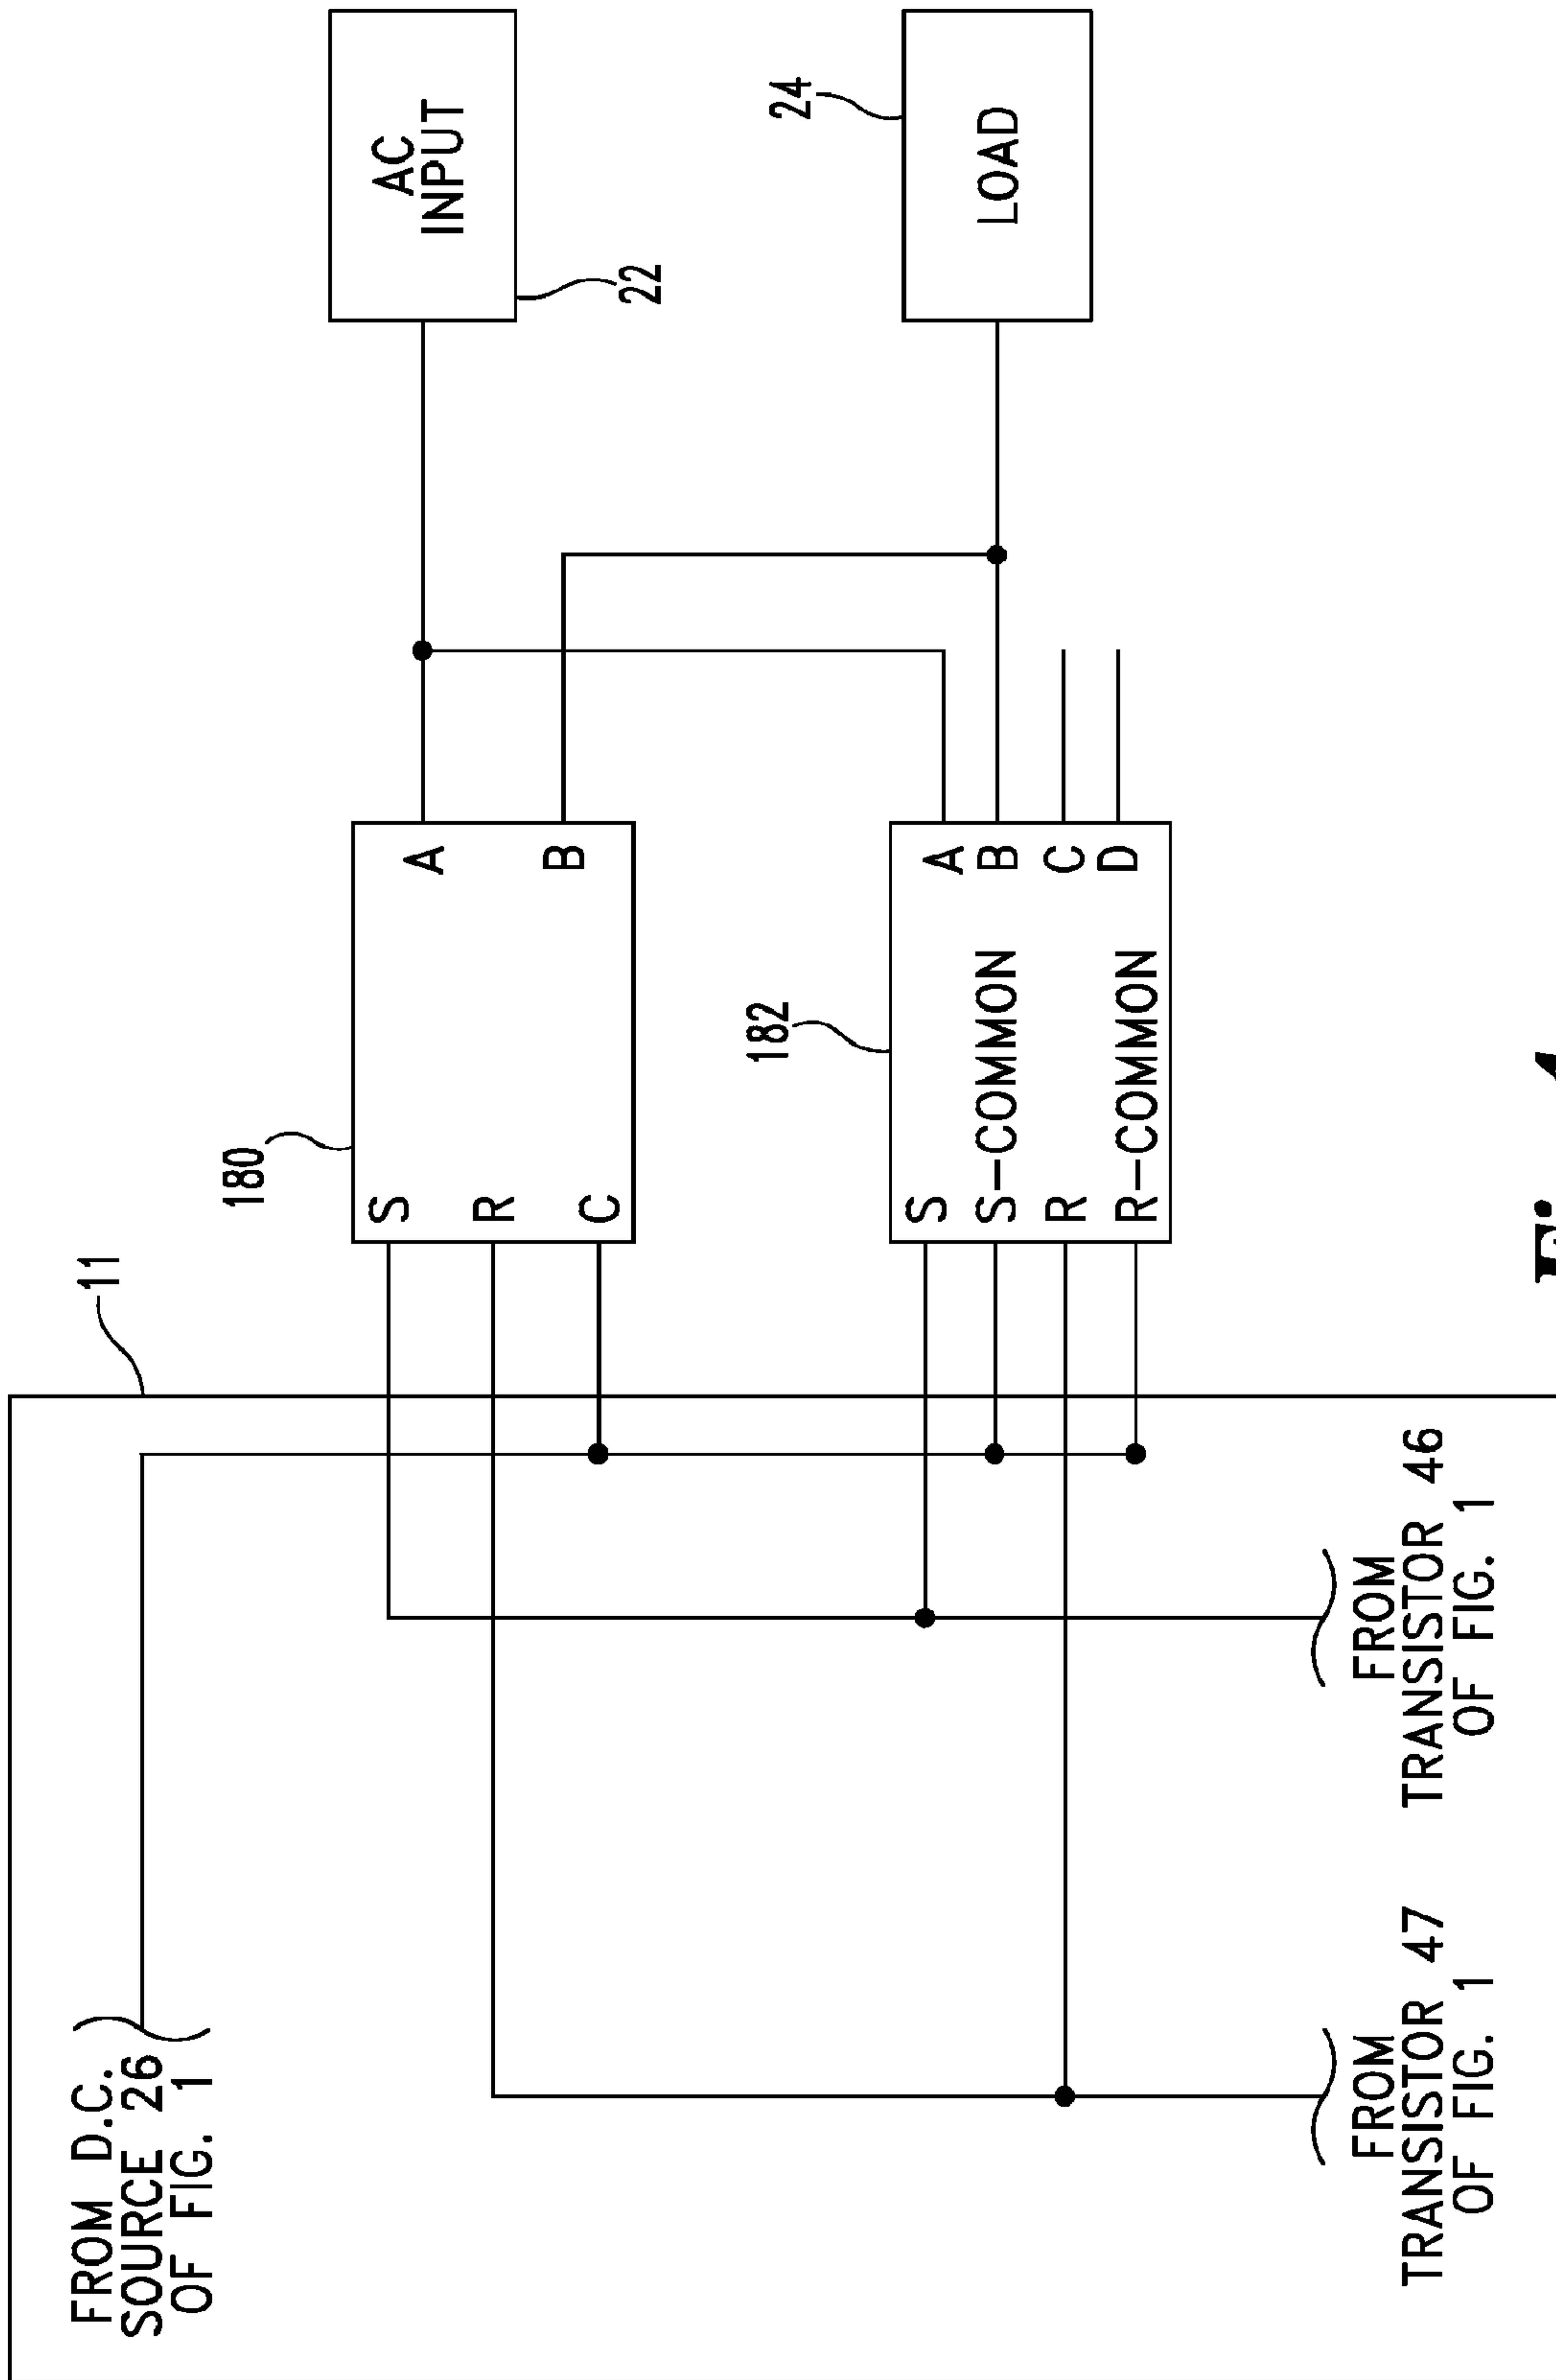 FROM D.C.
SOURCE 26
OF FIG. 1
11
180
S
R
C
A
B
AC
INPUT
22
182
S
S-COMMON
R
R-COMMON
A
B
C
D
24
LOAD
FROM
TRANSISTOR 47
OF FIG. 1
FROM
TRANSISTOR 46
OF FIG. 1